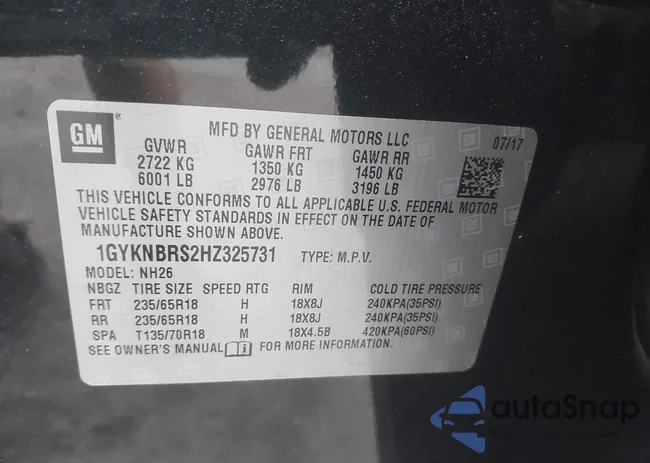 GM
MFD BY GENERAL MOTORS LLC
07/17
GVWR GAWR FRT GAWR RR
2722 KG 1350 KG 1450 KG
6001 LB 2976 LB 3196 LB
THIS VEHICLE CONFORMS TO ALL APPLICABLE U.S. FEDERAL MOTOR
VEHICLE SAFETY STANDARDS IN EFFECT ON THE DATE OF
MANUFACTURE SHOWN ABOVE.
1GYKNBRS2HZ325731 TYPE: M.P.V.
MODEL: NH26
NBGZ TIRE SIZE SPEED RTG RIM COLD TIRE PRESSURE
FRT 235/65R18 H 18X8J 240KPA(35PSI)
RR 235/65R18 H 18X8J 240KPA(35PSI)
SPA T135/70R18 M 18X4.5B 420KPA(60PSI)
SEE OWNER'S MANUAL FOR MORE INFORMATION.
autaSnap